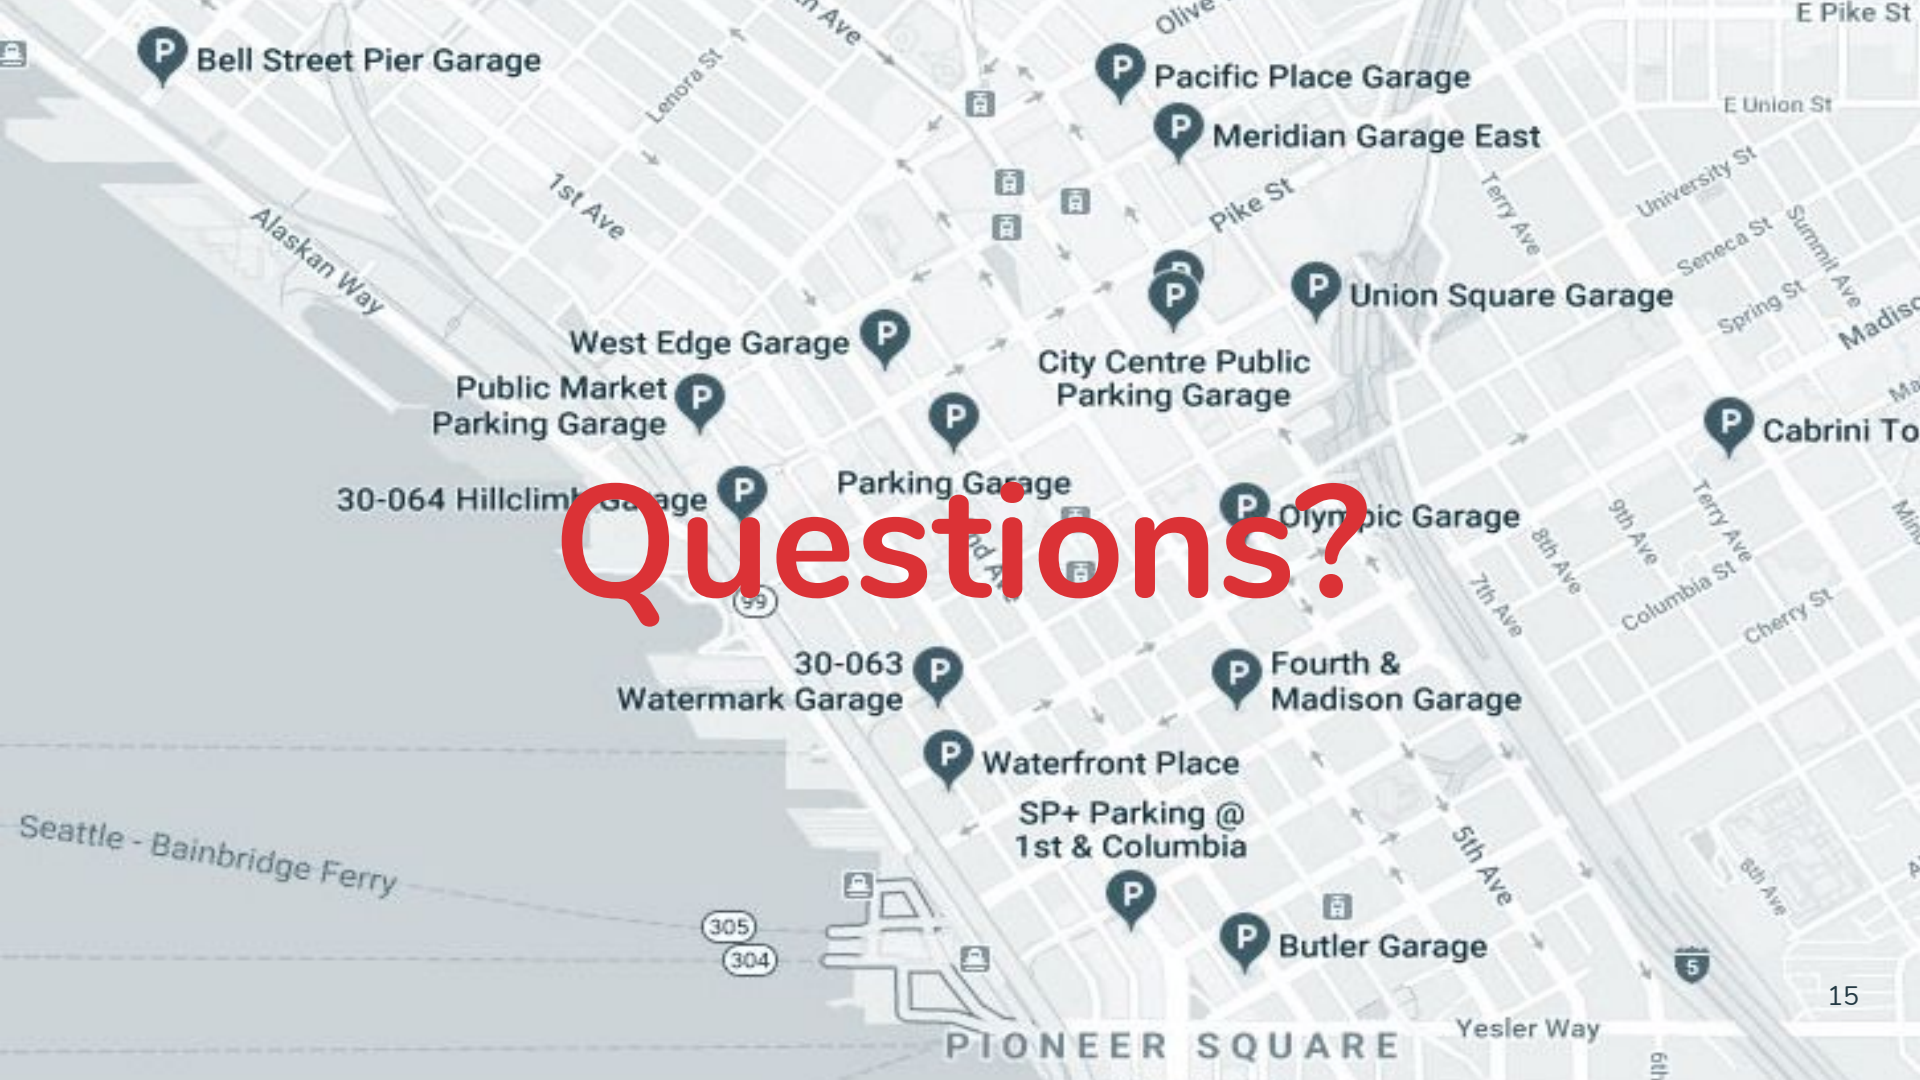 E Pike St
Olive
Ave
Bell Street Pier Garage
Pacific Place Garage
Lenora St
E Union St
Meridian Garage East
University St
1st Ave
Pike St
Terry Ave
Seneca St
Summit Ave
Alaskan Way
Union Square Garage
Spring St
West Edge Garage
City Centre Public
Parking Garage
Public Market
Parking Garage
Cabrini To
Parking Garage
30-064 Hillclimb Garage
Questions?
Olympic Garage
9th Ave
Terry Ave
8th Ave
7th Ave
Columbia St
Cherry St
99
30-063
Watermark Garage
Fourth &
Madison Garage
Waterfront Place
SP+ Parking @
1st & Columbia
Seattle - Bainbridge Ferry
5th Ave
8th Ave
305
304
Butler Garage
5
15
Yesler Way
PIONEER SQUARE